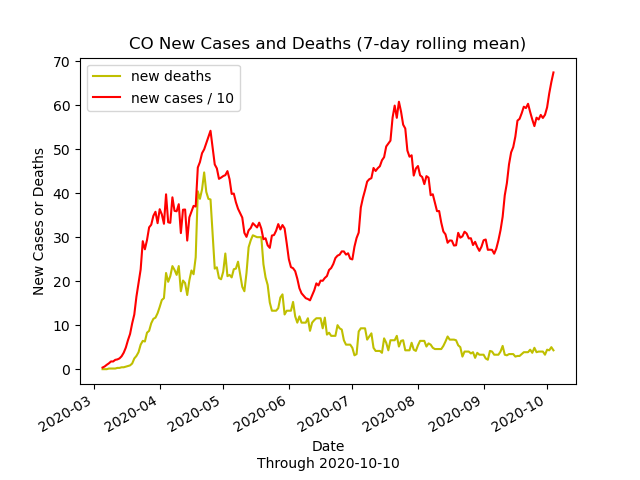 CO New Cases and Deaths (7-day rolling mean)
new deaths
new cases / 10
New Cases or Deaths
70
60
50
40
30
20
10
0
2020-03
2020-04
2020-05
2020-06
2020-07
2020-08
2020-09
2020-10
Date
Through 2020-10-10